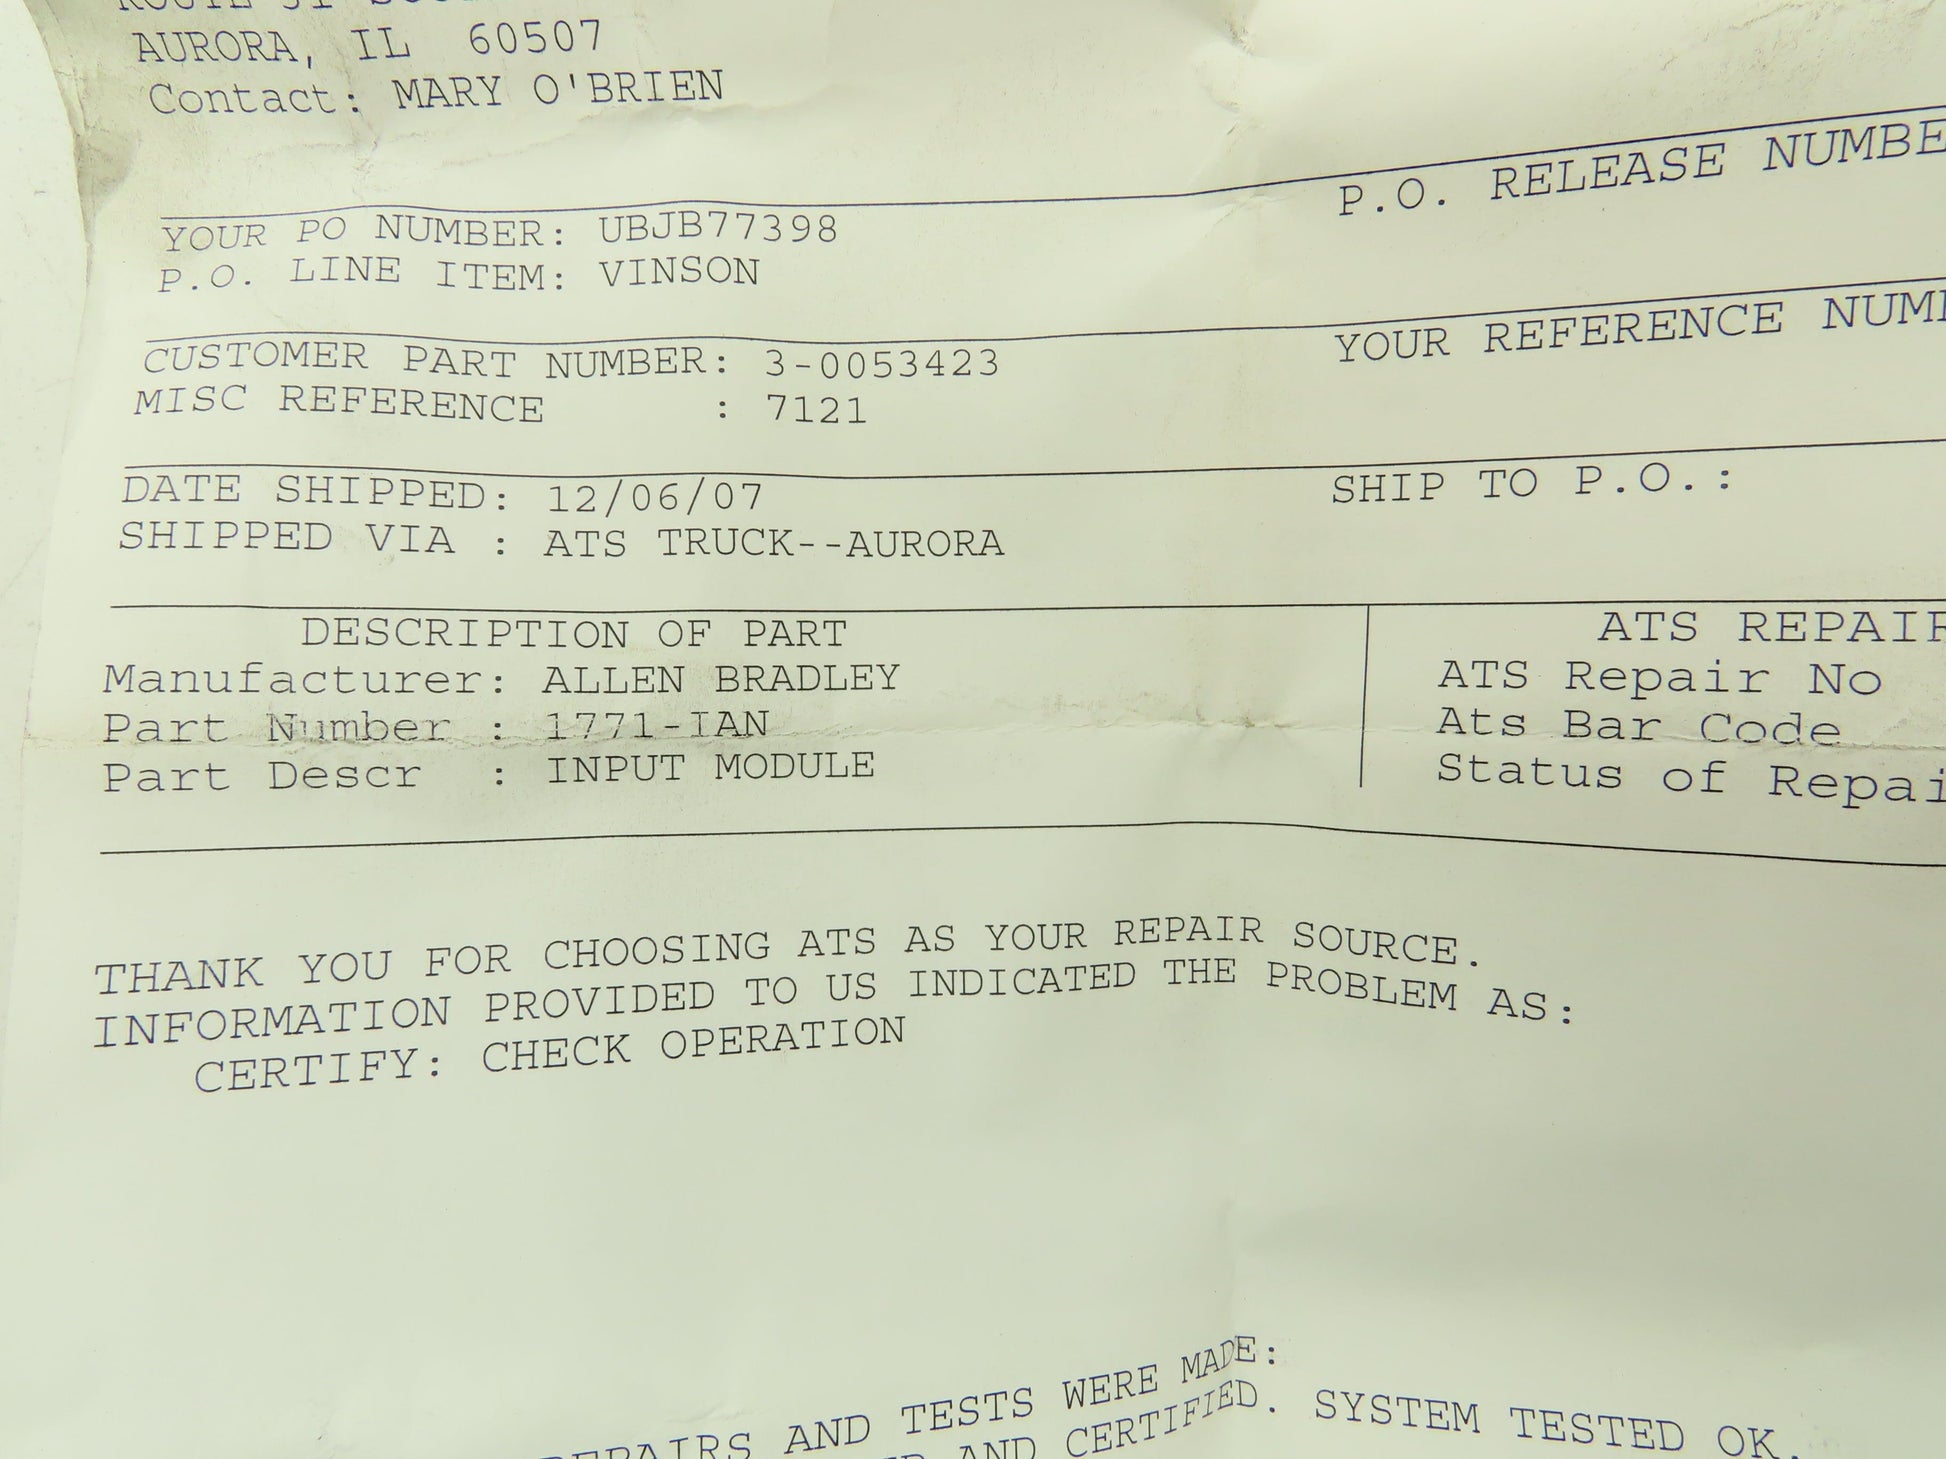 AURORA, IL 60507
Contact: MARY O'BRIEN
YOUR PO NUMBER: UBJB77398
P.O. RELEASE NUMBE
P.O. LINE ITEM: VINSON
CUSTOMER PART NUMBER: 3-0053423
YOUR REFERENCE NUM
MISC REFERENCE : 7121
DATE SHIPPED: 12/06/07
SHIP TO P.O.:
SHIPPED VIA : ATS TRUCK--AURORA
DESCRIPTION OF PART
Manufacturer: ALLEN BRADLEY
Part Number : 1771-IAN
Part Descr : INPUT MODULE
ATS REPAIR
ATS Repair No
Ats Bar Code
Status of Repai
THANK YOU FOR CHOOSING ATS AS YOUR REPAIR SOURCE.
INFORMATION PROVIDED TO US INDICATED THE PROBLEM AS:
CERTIFY: CHECK OPERATION
REPAIRS AND TESTS WERE MADE:
AND CERTIFIED. SYSTEM TESTED OK.